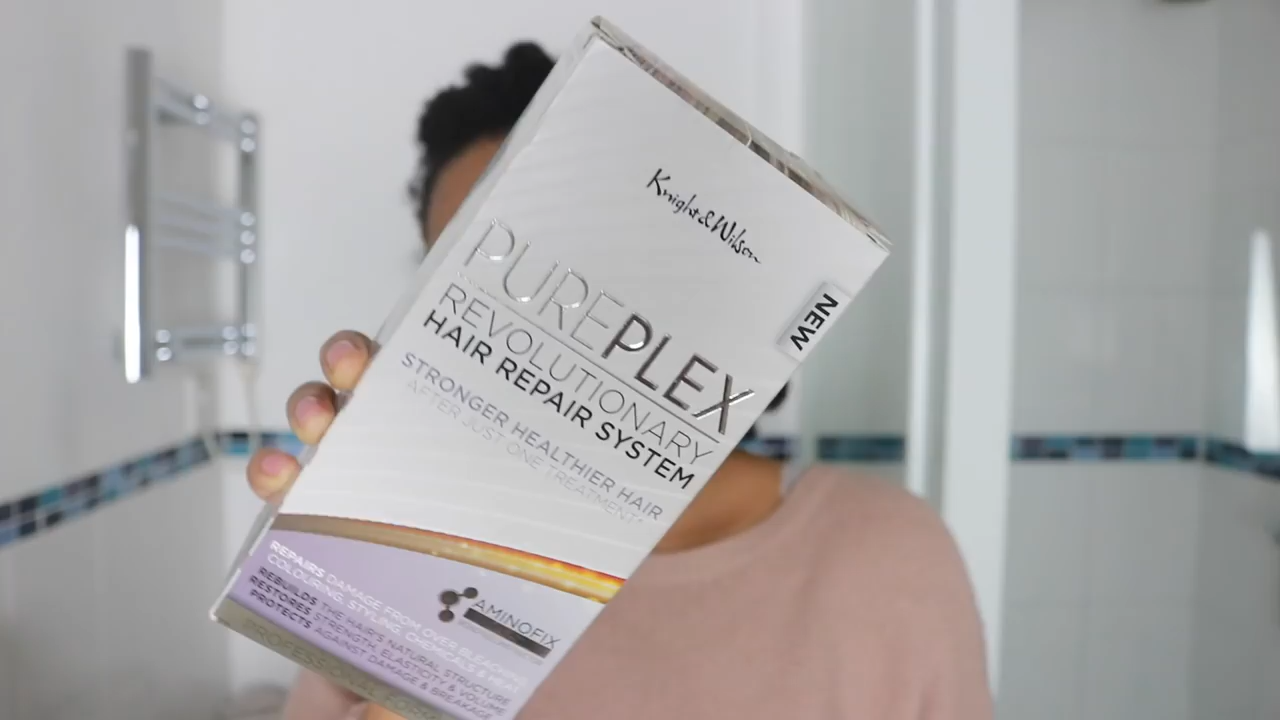 Knight & Wilson
NEW
PUREPLEX
REVOLUTIONARY
HAIR REPAIR SYSTEM
STRONGER HEALTHIER HAIR
AFTER JUST ONE TREATMENT*
REPAIRS DAMAGE FROM OVER BLEACHING
COLOURING, STYLING, CHEMICALS & HEAT
REBUILDS THE HAIR'S NATURAL STRUCTURE
RESTORES STRENGTH, ELASTICITY & VOLUME
PROTECTS AGAINST DAMAGE & BREAKAGE
AMINOFIX
PROFESSIONAL